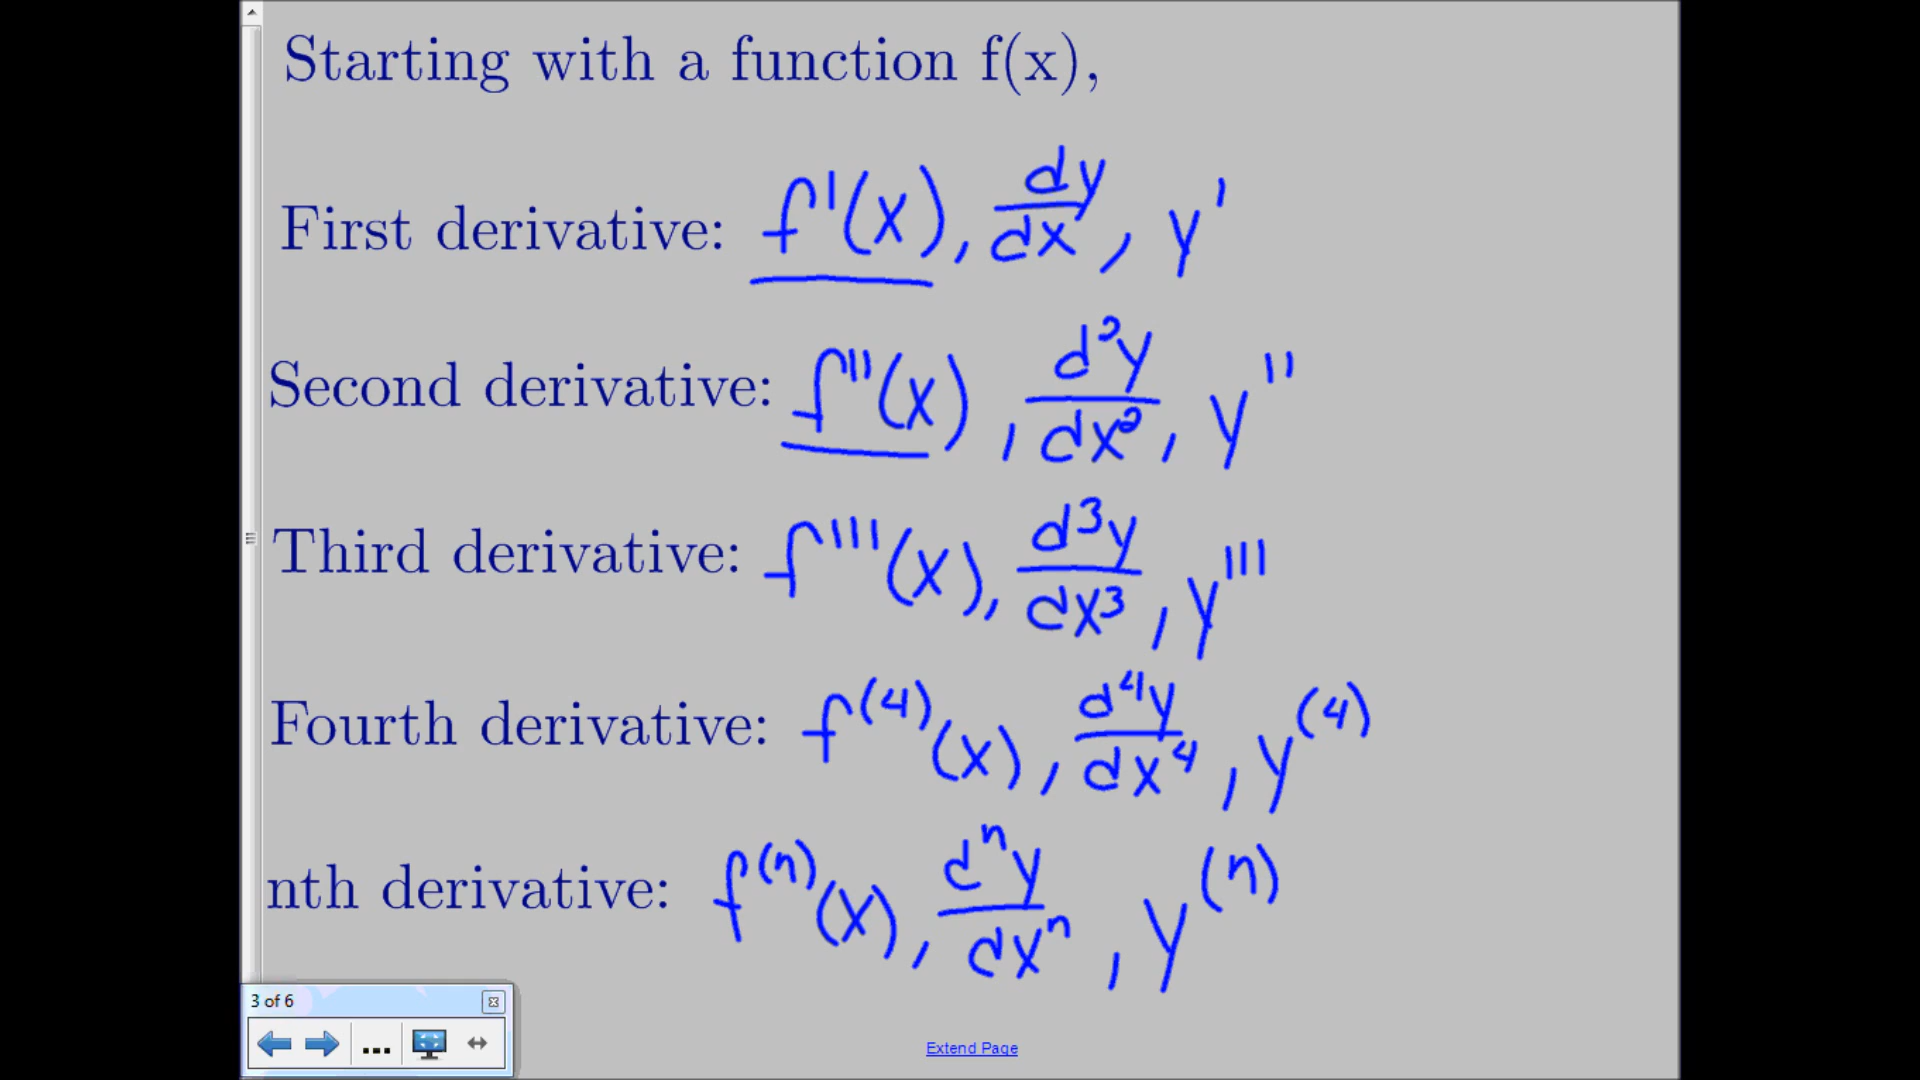 Starting with a function f(x),
First derivative: f'(x), dy/dx, y'
Second derivative: f''(x), d²y/dx², y''
Third derivative: f'''(x), d³y/dx³, y'''
Fourth derivative: f⁽⁴⁾(x), d⁴y/dx⁴, y⁽⁴⁾
nth derivative: f⁽ⁿ⁾(x), dⁿy/dxⁿ, y⁽ⁿ⁾
3 of 6
...
Extend Page